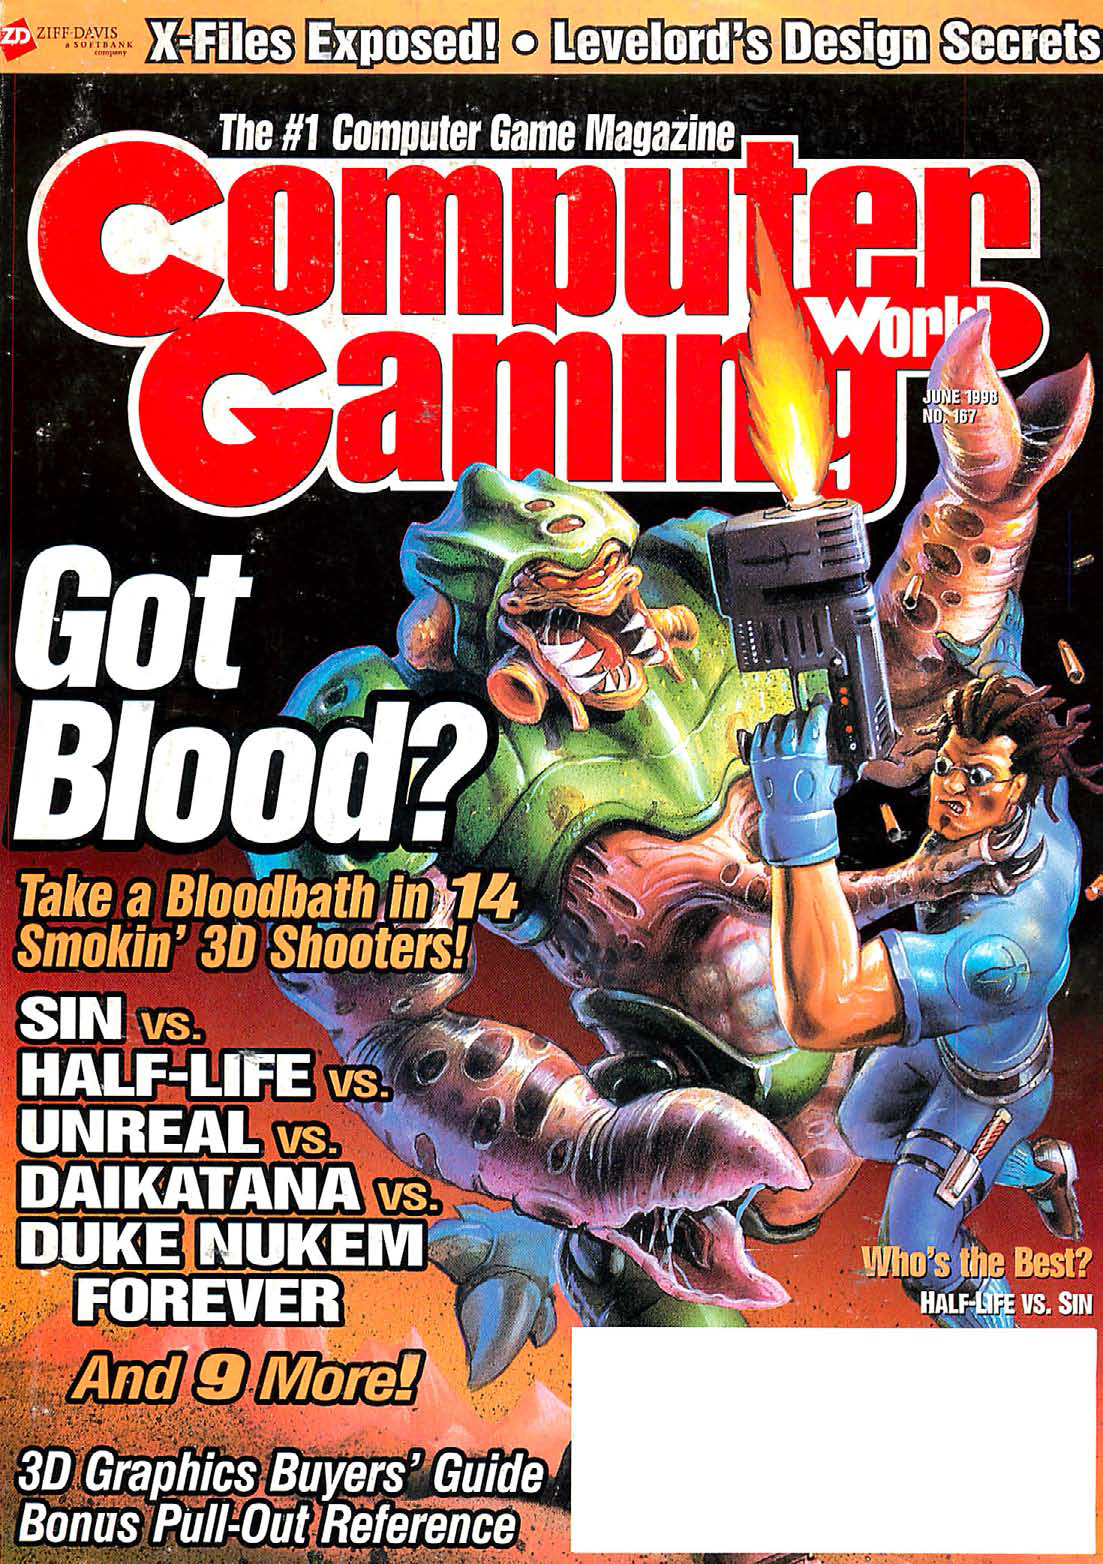 ZD ZIFF-DAVIS
a SOFTBANK
company
X-Files Exposed! • Levelord's Design Secrets
The #1 Computer Game Magazine
Computer
Gaming
World
JUNE 1998
NO. 167
Got
Blood?
Take a Bloodbath in 14
Smokin' 3D Shooters!
SIN vs.
HALF-LIFE vs.
UNREAL vs.
DAIKATANA vs.
DUKE NUKEM
FOREVER
And 9 More!
3D Graphics Buyers' Guide
Bonus Pull-Out Reference
Who's the Best?
HALF-LIFE VS. SIN